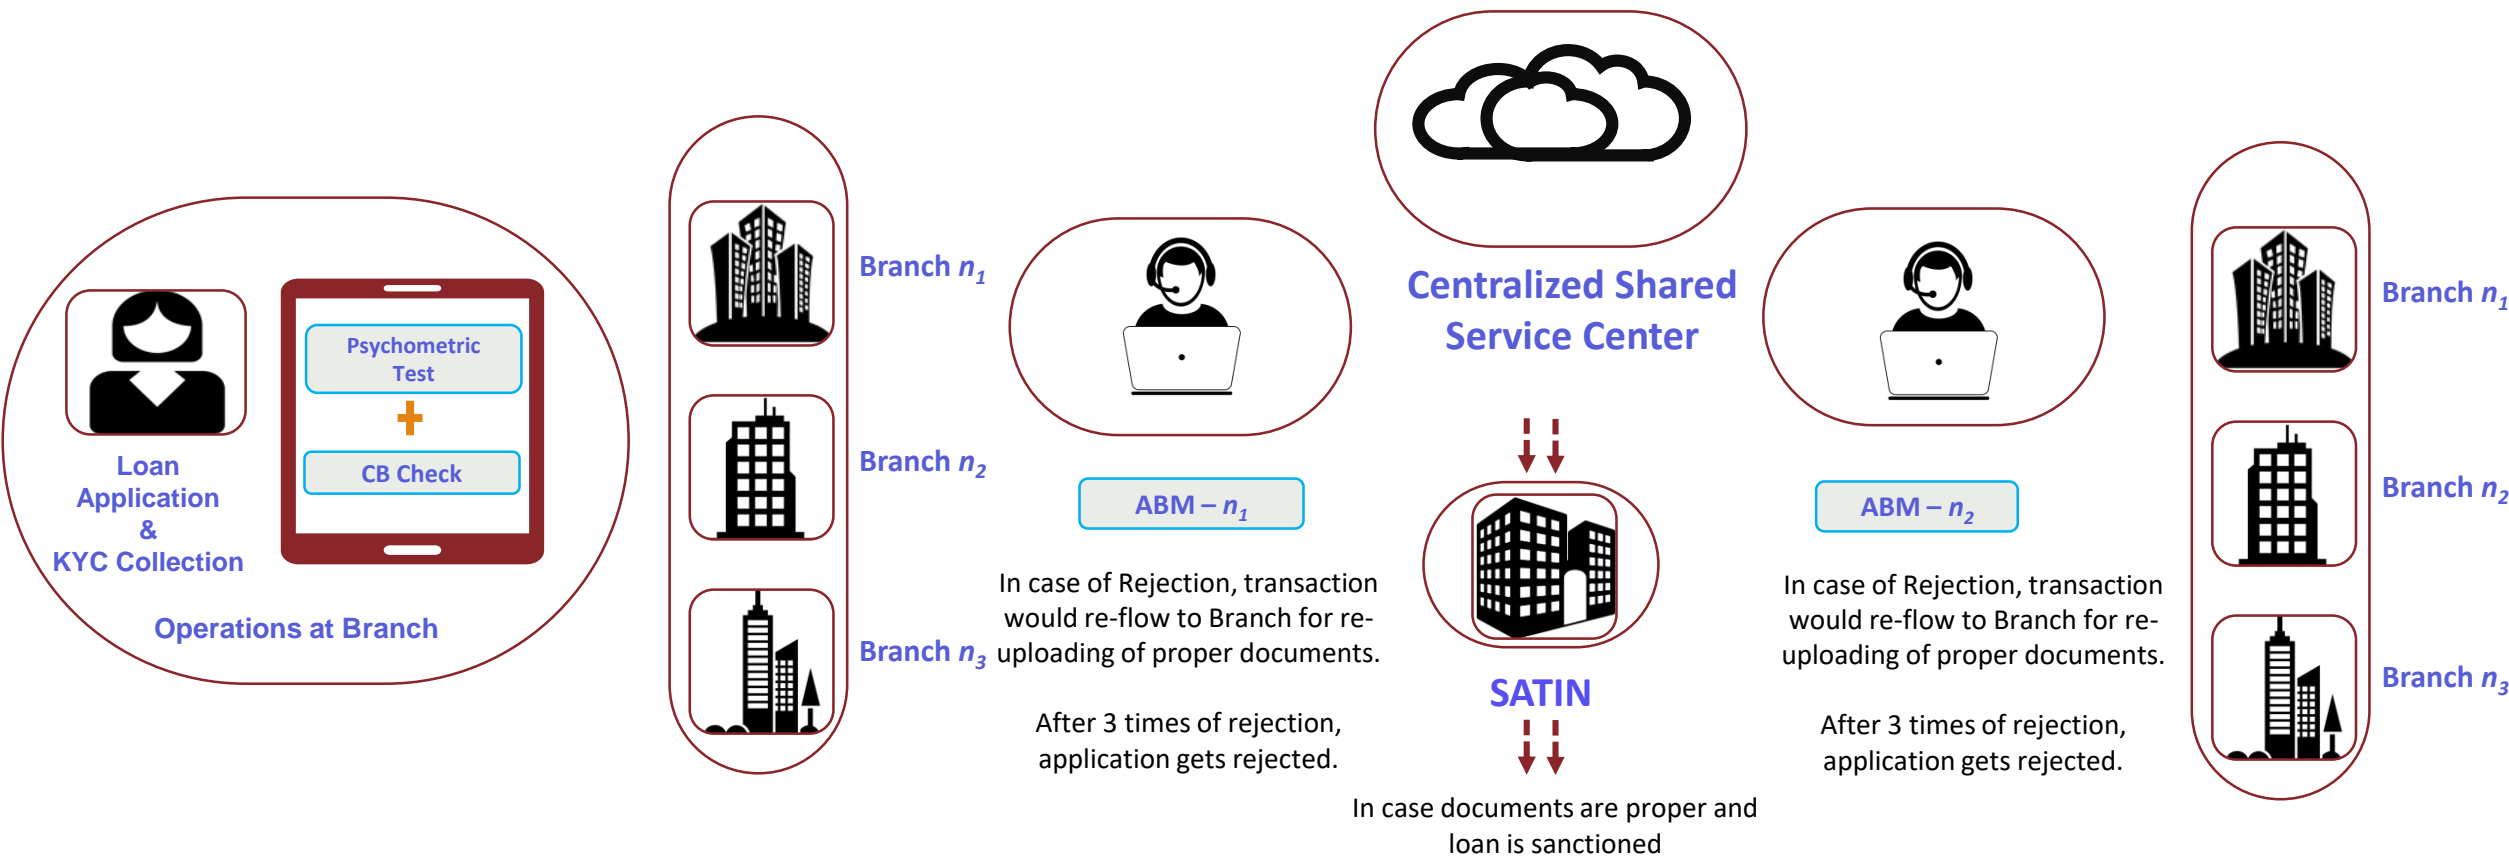 Psychometric
Test
CB Check
Loan
Application
&
KYC Collection
Operations at Branch
Branch n1
Branch n2
Branch n3
ABM – n1
In case of Rejection, transaction
would re-flow to Branch for re-
uploading of proper documents.
After 3 times of rejection,
application gets rejected.
Centralized Shared
Service Center
SATIN
In case documents are proper and
loan is sanctioned
ABM – n2
In case of Rejection, transaction
would re-flow to Branch for re-
uploading of proper documents.
After 3 times of rejection,
application gets rejected.
Branch n1
Branch n2
Branch n3